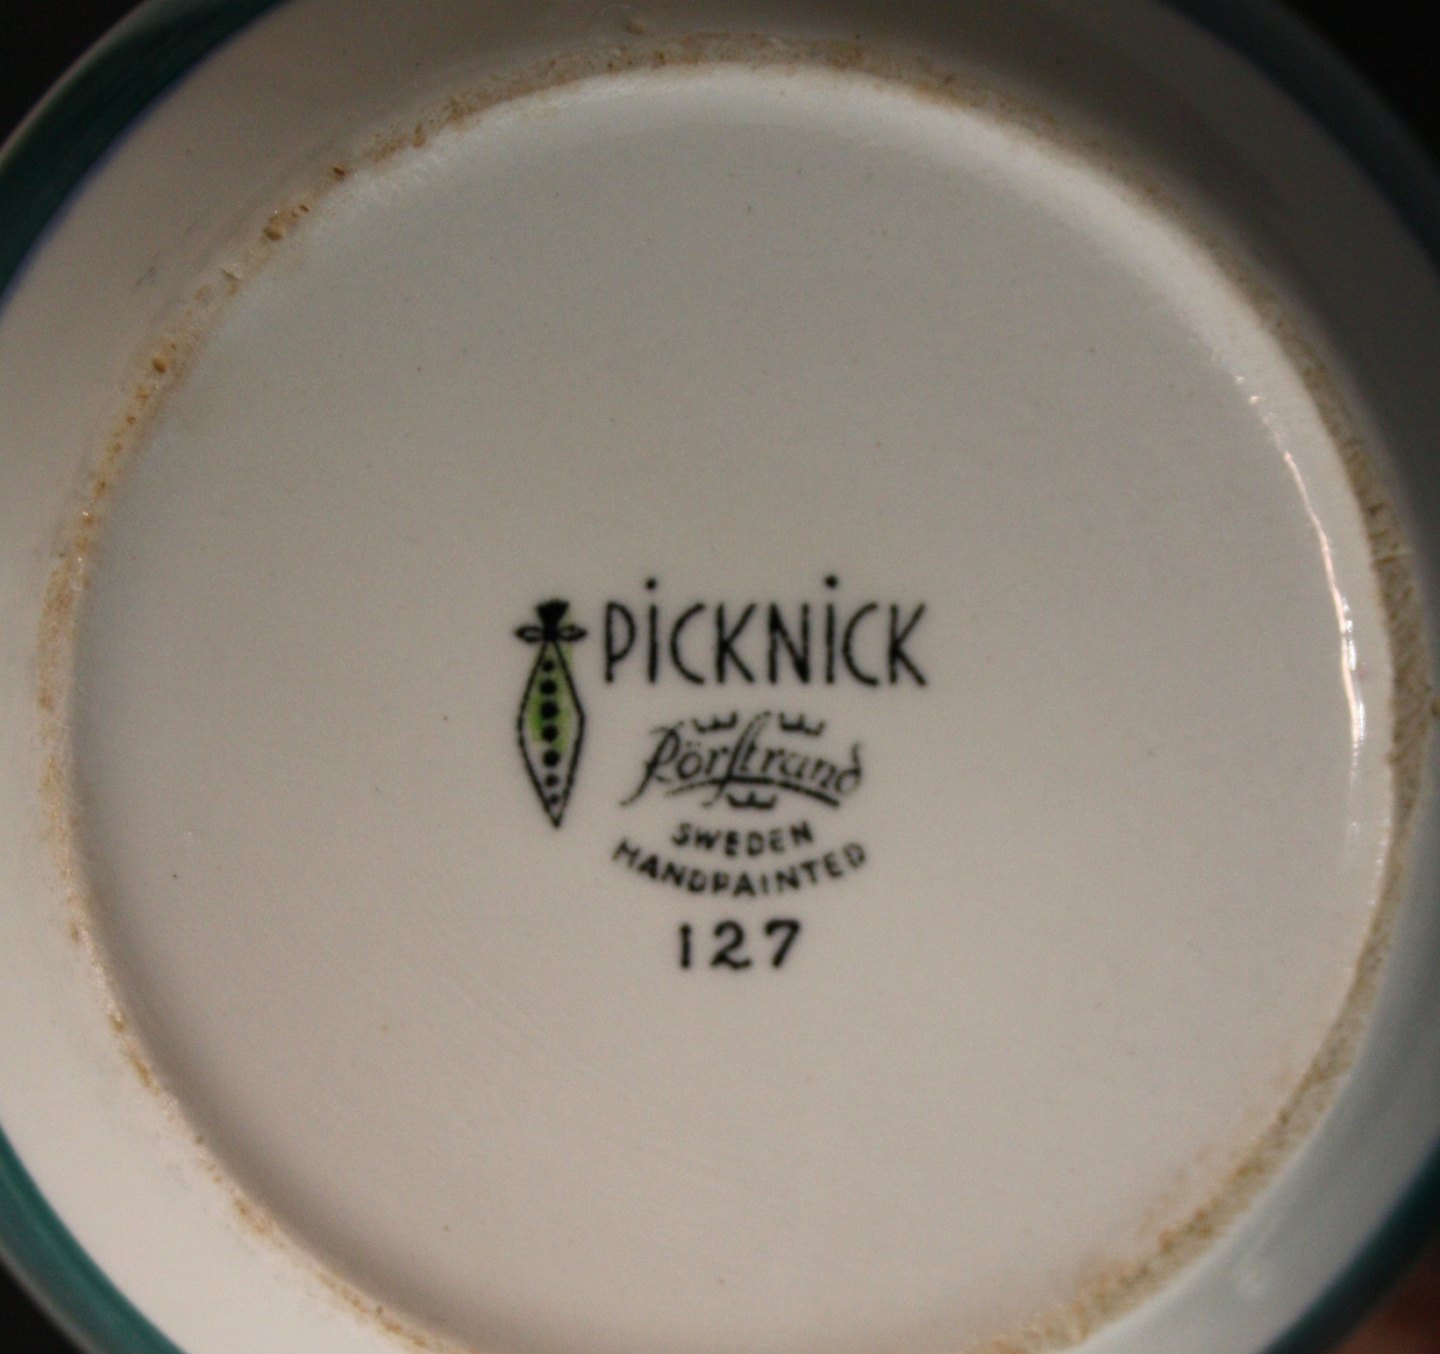 PiCKNiCK
Rörstrand
SWEDEN
HANDPAINTED
127